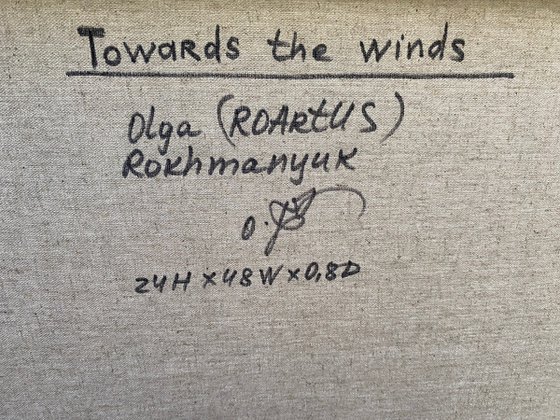 Towards the winds
Olga (ROARtUS)
Rokhmanyuk
24H x 48W x 0,8D